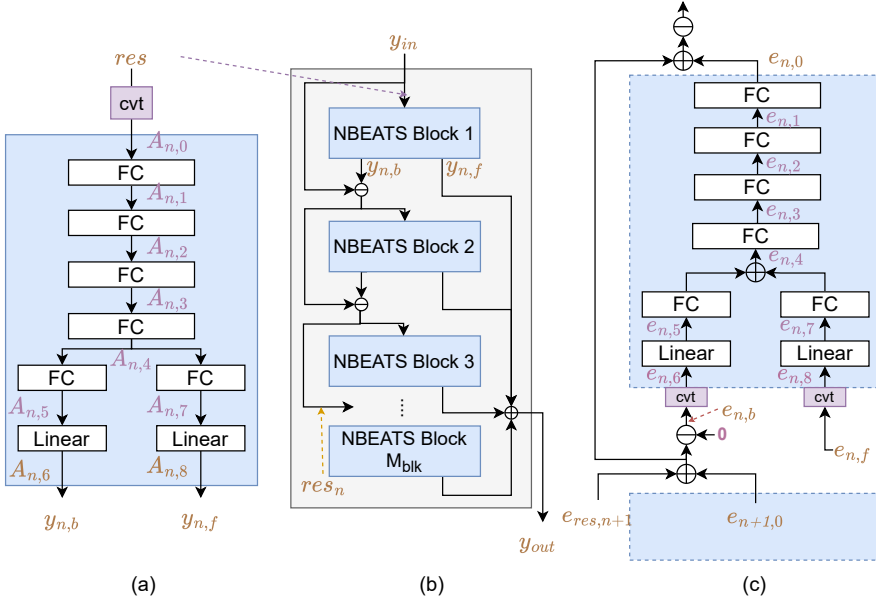 res
cvt
A_{n,0}
FC
A_{n,1}
FC
A_{n,2}
FC
A_{n,3}
FC
A_{n,4}
FC
FC
A_{n,5}
A_{n,7}
Linear
Linear
A_{n,6}
A_{n,8}
y_{n,b}
y_{n,f}
(a)
y_{in}
NBEATS Block 1
y_{n,b}
y_{n,f}
NBEATS Block 2
NBEATS Block 3
NBEATS Block
M_{blk}
res_n
y_{out}
(b)
e_{n,0}
FC
e_{n,1}
FC
e_{n,2}
FC
e_{n,3}
FC
e_{n,4}
FC
FC
e_{n,5}
e_{n,7}
Linear
Linear
e_{n,6}
e_{n,8}
cvt
cvt
e_{n,b}
0
e_{n,f}
e_{res,n+1}
e_{n+1,0}
(c)